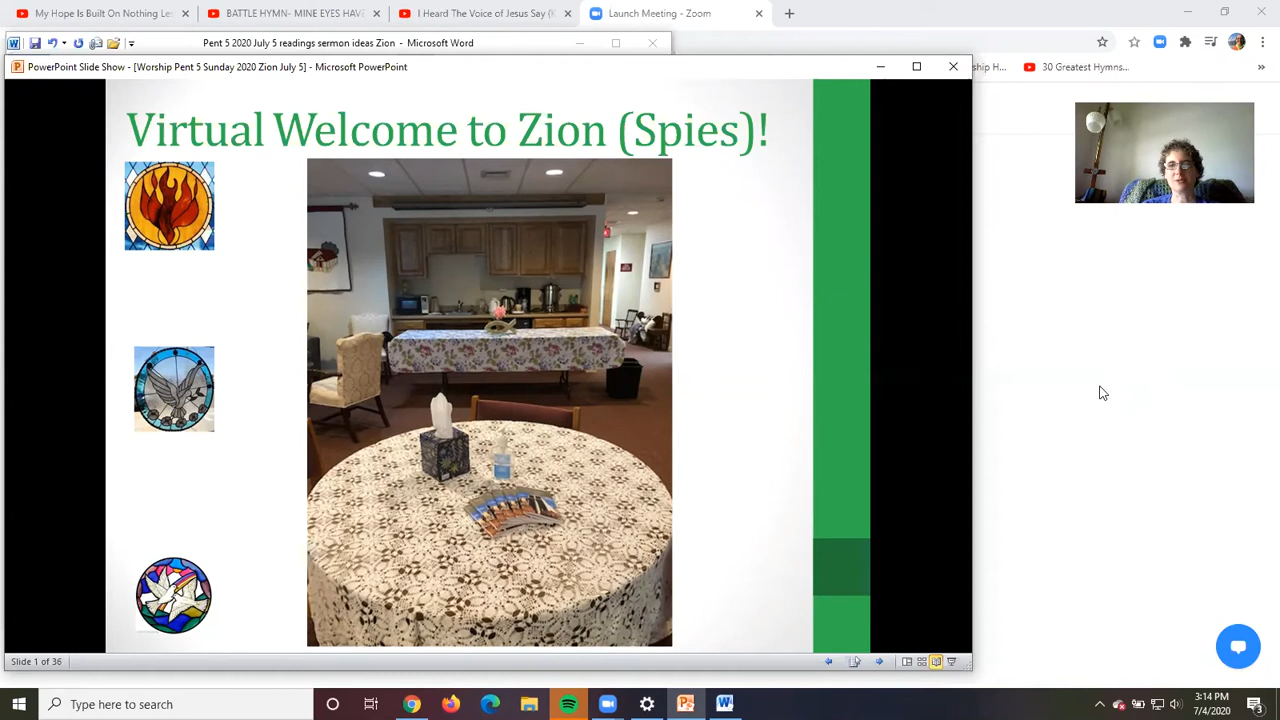 My Hope Is Built On Nothing Les
BATTLE HYMN- MINE EYES HAV
I Heard The Voice of Jesus Say (K
Launch Meeting - Zoom
Pent 5 2020 July 5 readings sermon ideas Zion - Microsoft Word
ship H...
30 Greatest Hymns...
PowerPoint Slide Show - [Worship Pent 5 Sunday 2020 Zion July 5] - Microsoft PowerPoint
Virtual Welcome to Zion (Spies)!
Slide 1 of 36
Type here to search
3:14 PM
7/4/2020
3